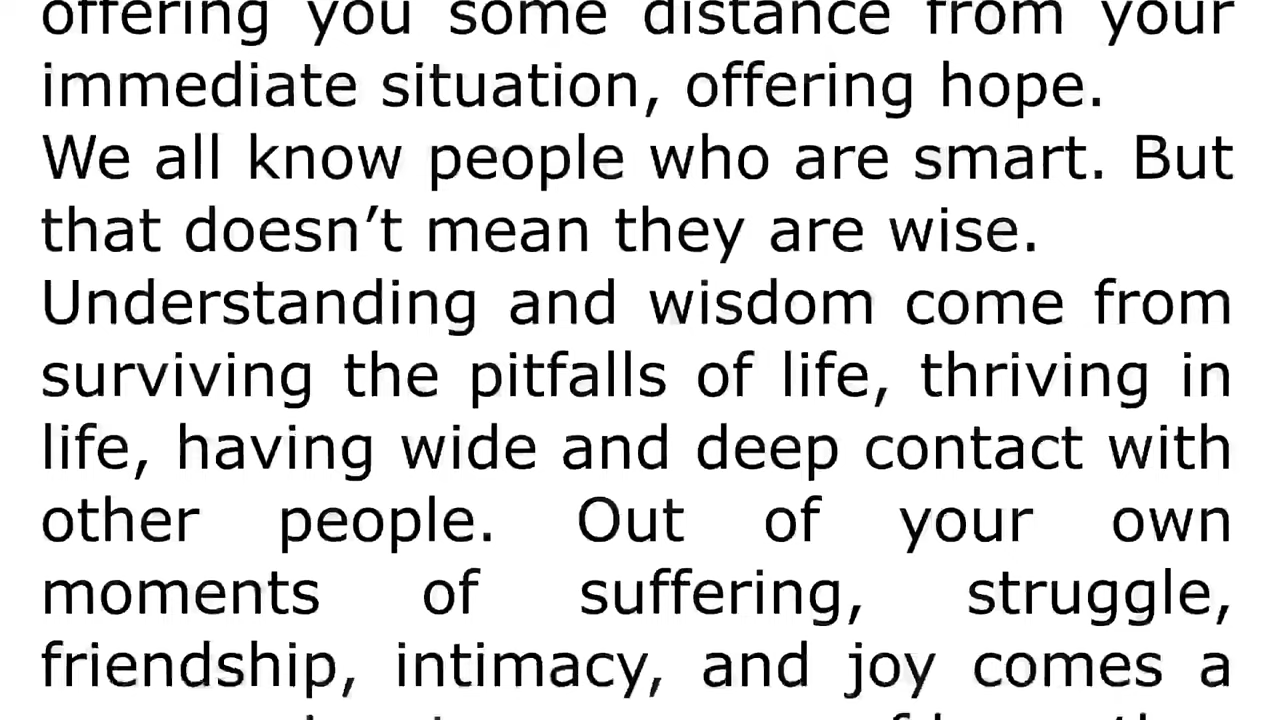 offering you some distance from your
immediate situation, offering hope.
We all know people who are smart. But
that doesn’t mean they are wise.
Understanding and wisdom come from
surviving the pitfalls of life, thriving in
life, having wide and deep contact with
other people. Out of your own
moments of suffering, struggle,
friendship, intimacy, and joy comes a